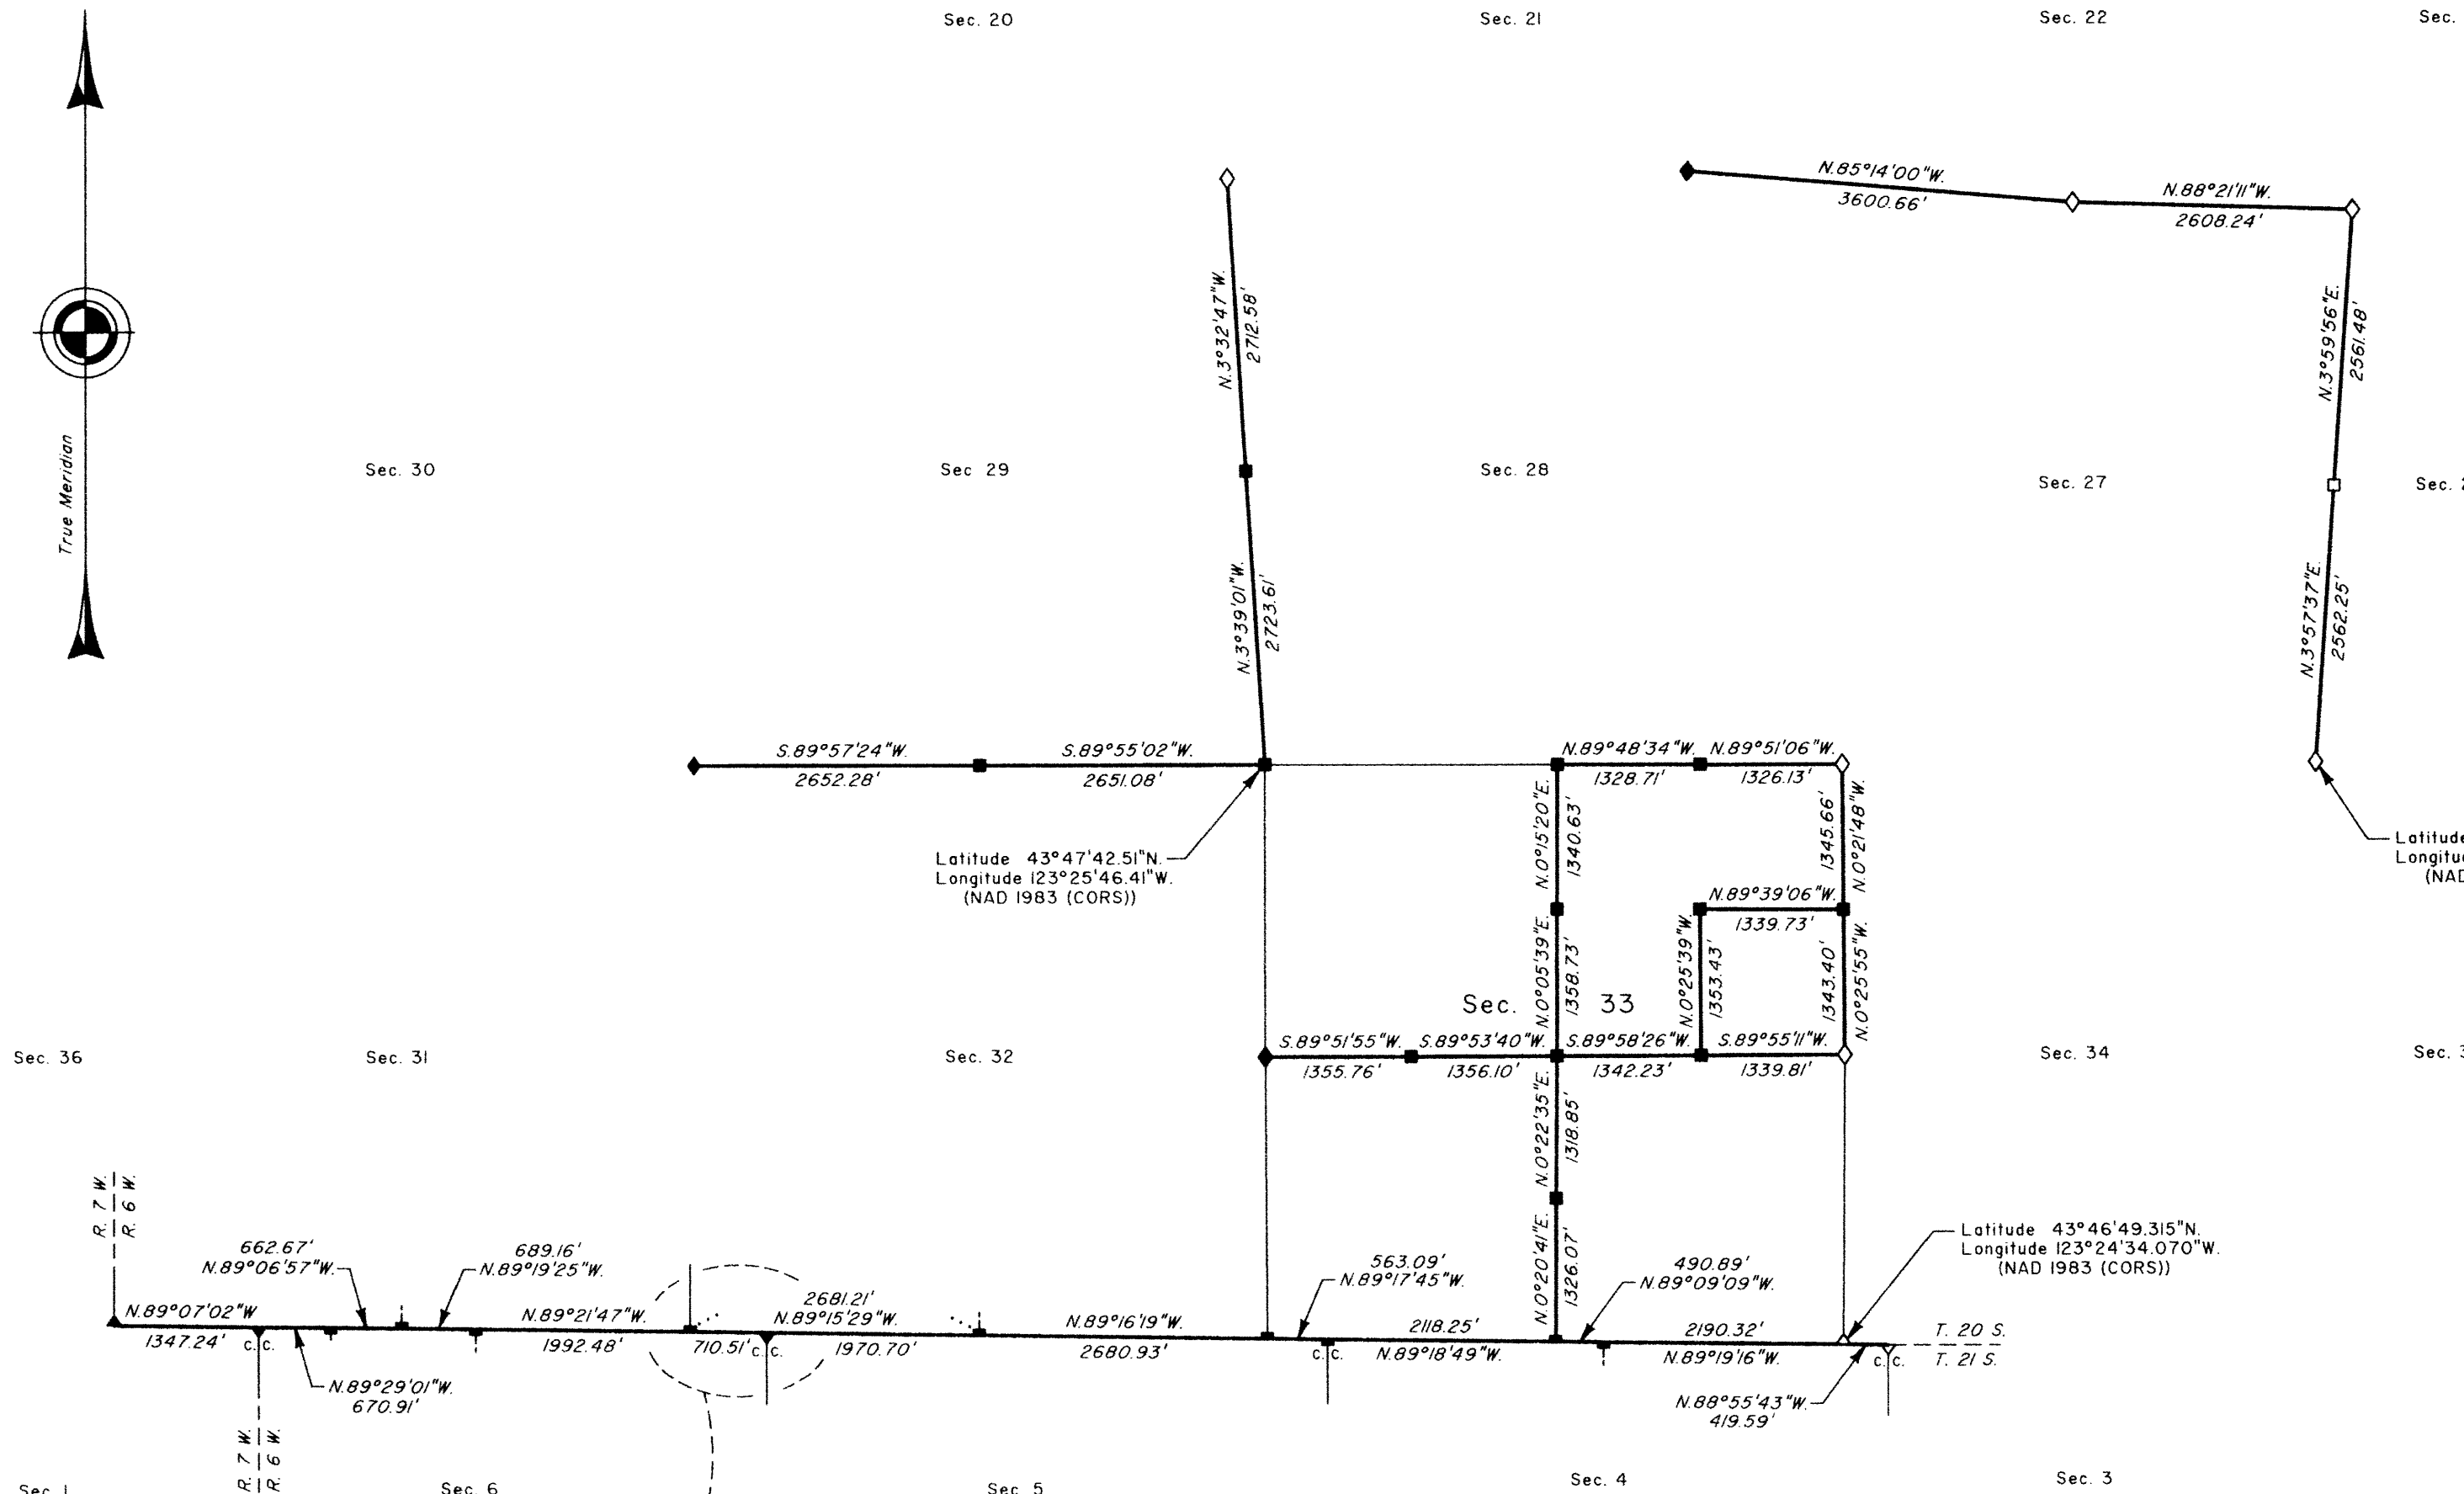 Sec. 20
Sec. 21
Sec. 22
Sec.
N.85°14'00"W.
3600.66'
N.88°21'11"W.
2608.24'
N.3°32'47"W.
2712.58'
N.3°59'56"E.
2561.48'
True Meridian
Sec. 30
Sec 29
Sec. 28
Sec. 27
Sec. 2
N.3°39'01"W.
2723.61'
N.3°57'37"E.
2562.25'
S.89°57'24"W.
2652.28'
S.89°55'02"W.
2651.08'
N.89°48'34"W.
1328.71'
N.89°51'06"W.
1326.13'
Latitude 43°47'42.51"N.
Longitude 123°25'46.41"W.
(NAD 1983 (CORS))
N.0°15'20"E.
1340.63'
1345.66'
N.0°21'48"W.
Latitude
Longitu
(NAD
N.89°39'06"W.
1339.73'
N.0°05'39"E.
1358.73'
N.0°25'39"W.
1353.43'
1343.40'
N.0°25'55"W.
Sec. 33
Sec. 36
Sec. 31
Sec. 32
S.89°51'55"W.
1355.76'
S.89°53'40"W.
1356.10'
S.89°58'26"W.
1342.23'
S.89°55'11"W.
1339.81'
Sec. 34
Sec. 3
N.0°22'35"E.
1318.85'
R. 7 W.
R. 6 W.
N.0°20'41"E.
1326.07'
Latitude 43°46'49.315"N.
Longitude 123°24'34.070"W.
(NAD 1983 (CORS))
662.67'
N.89°06'57"W.
689.16'
N.89°19'25"W.
563.09'
N.89°17'45"W.
490.89'
N.89°09'09"W.
N.89°07'02"W
1347.24'
c.c.
N.89°21'47"W.
1992.48'
2681.21'
N.89°15'29"W.
710.51'
c.c.
1970.70'
N.89°16'19"W.
2680.93'
c.c.
2118.25'
N.89°18'49"W.
2190.32'
N.89°19'16"W.
c.c.
T. 20 S.
T. 21 S.
N.89°29'01"W.
670.91'
N.88°55'43"W.
419.59'
R. 7 W.
R. 6 W.
Sec. 1
Sec. 6
Sec. 5
Sec. 4
Sec. 3